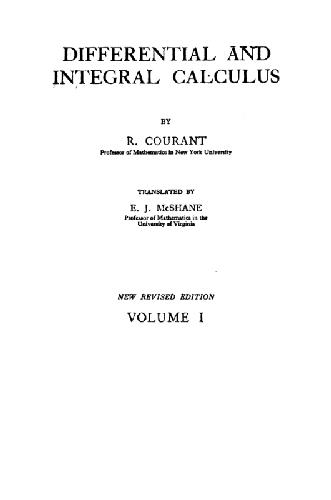 DIFFERENTIAL AND
INTEGRAL CALCULUS
BY
R. COURANT
Professor of Mathematics in New York University
TRANSLATED BY
E. J. McSHANE
Professor of Mathematics in the
University of Virginia
NEW REVISED EDITION
VOLUME I